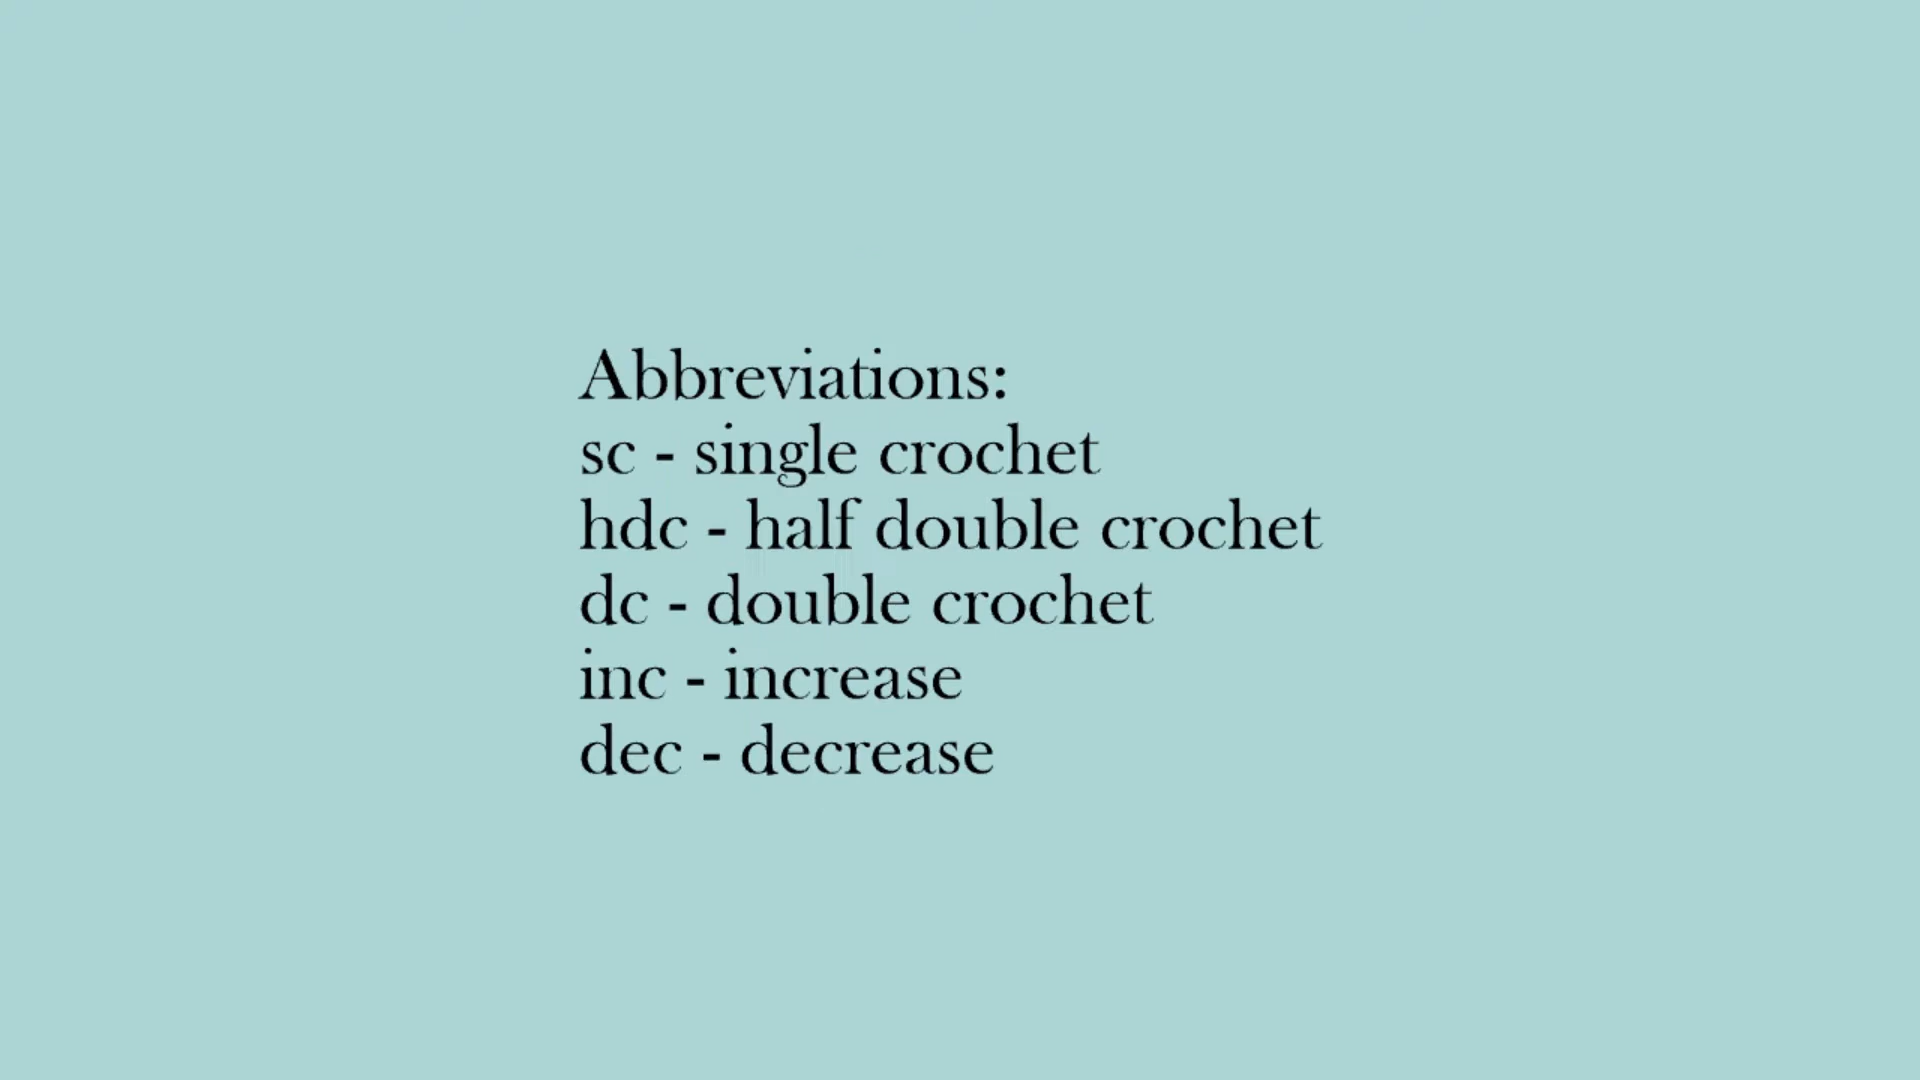 Abbreviations:
sc - single crochet
hdc - half double crochet
dc - double crochet
inc - increase
dec - decrease